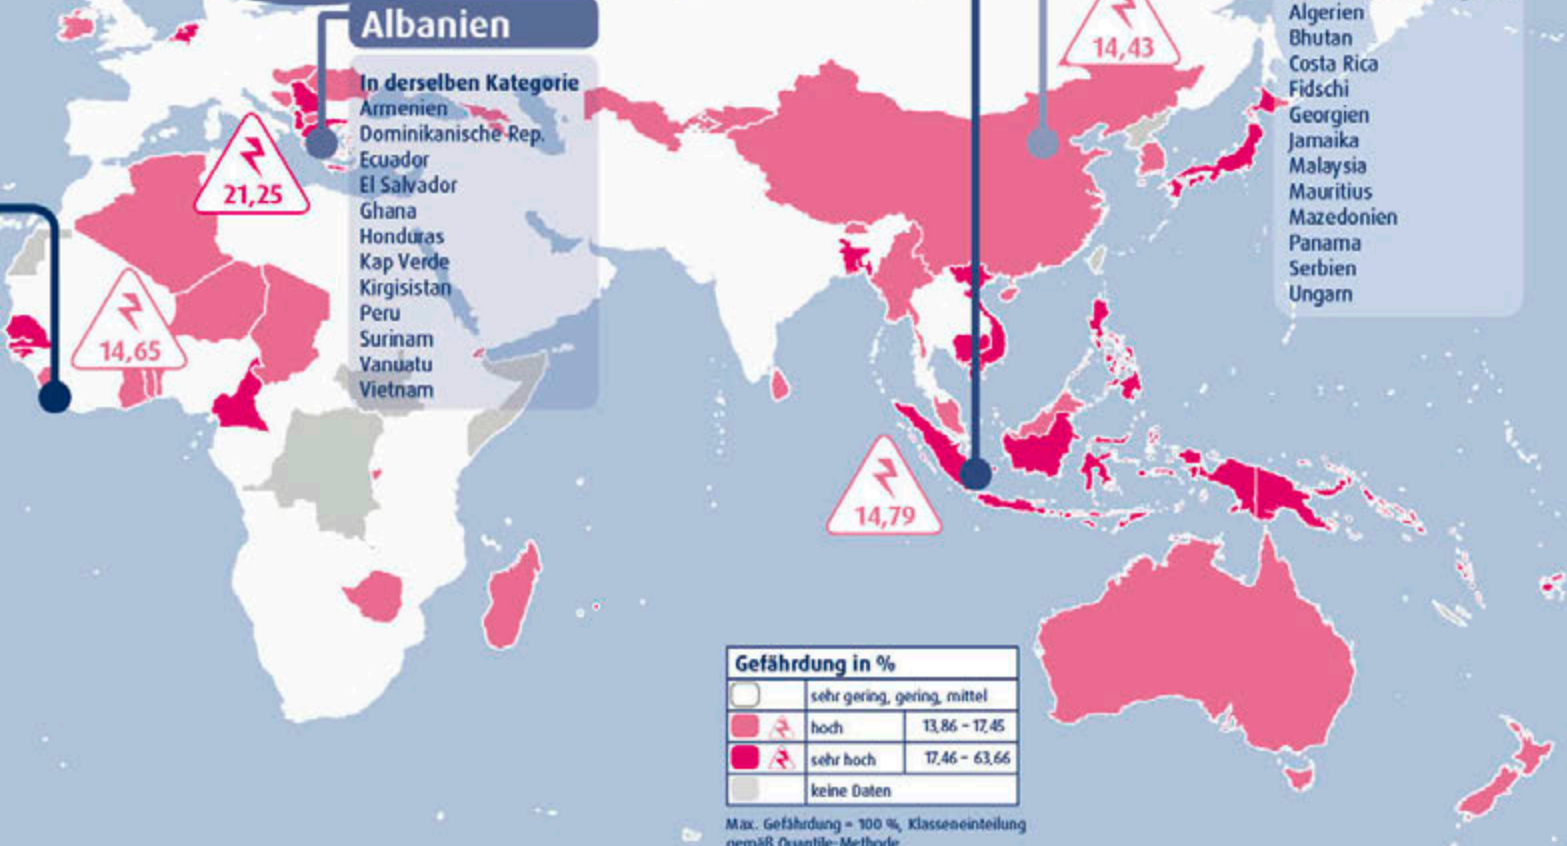 Albanien
In derselben Kategorie
Armenien
Dominikanische Rep.
Ecuador
El Salvador
Ghana
Honduras
Kap Verde
Kirgisistan
Peru
Surinam
Vanuatu
Vietnam
21,25
14,65
14,43
14,79
Algerien
Bhutan
Costa Rica
Fidschi
Georgien
Jamaika
Malaysia
Mauritius
Mazedonien
Panama
Serbien
Ungarn
Gefährdung in %
sehr gering, gering, mittel
hoch 13,86 – 17,45
sehr hoch 17,46 – 63,66
keine Daten
Max. Gefährdung = 100 %, Klasseneinteilung
gemäß Quantile-Methode